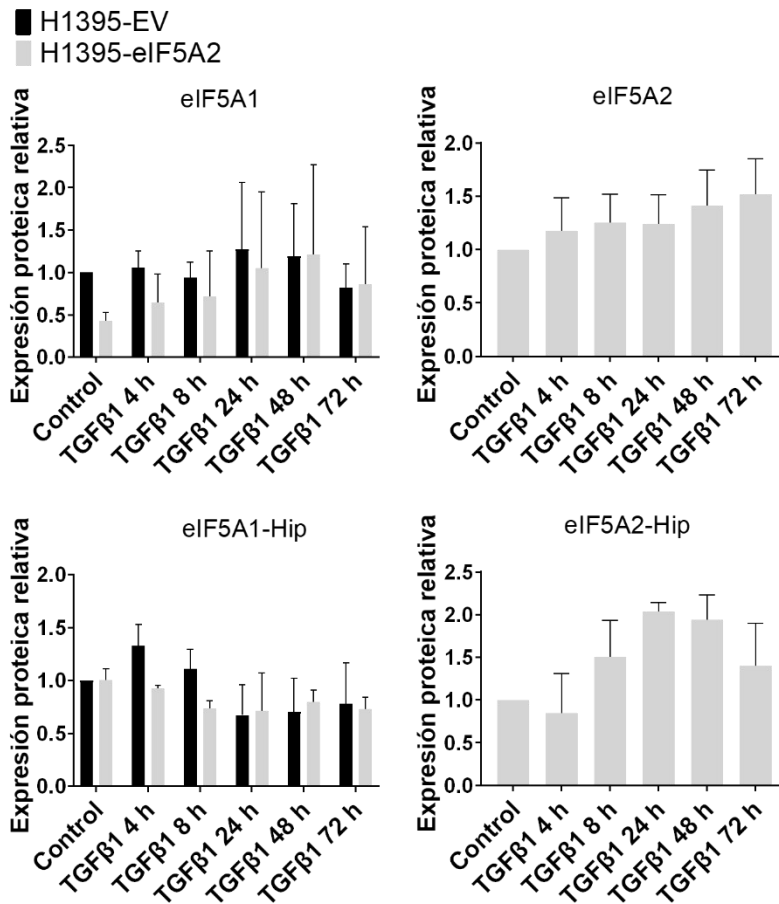 H1395-EV
H1395-eIF5A2
eIF5A1
Expresión proteica relativa
2.5
2.0
1.5
1.0
0.5
0.0
Control
TGFβ1 4 h
TGFβ1 8 h
TGFβ1 24 h
TGFβ1 48 h
TGFβ1 72 h
eIF5A2
Expresión proteica relativa
2.0
1.5
1.0
0.5
0.0
Control
TGFβ1 4 h
TGFβ1 8 h
TGFβ1 24 h
TGFβ1 48 h
TGFβ1 72 h
eIF5A1-Hip
Expresión proteica relativa
2.0
1.5
1.0
0.5
0.0
Control
TGFβ1 4 h
TGFβ1 8 h
TGFβ1 24 h
TGFβ1 48 h
TGFβ1 72 h
eIF5A2-Hip
Expresión proteica relativa
2.5
2.0
1.5
1.0
0.5
0.0
Control
TGFβ1 4 h
TGFβ1 8 h
TGFβ1 24 h
TGFβ1 48 h
TGFβ1 72 h